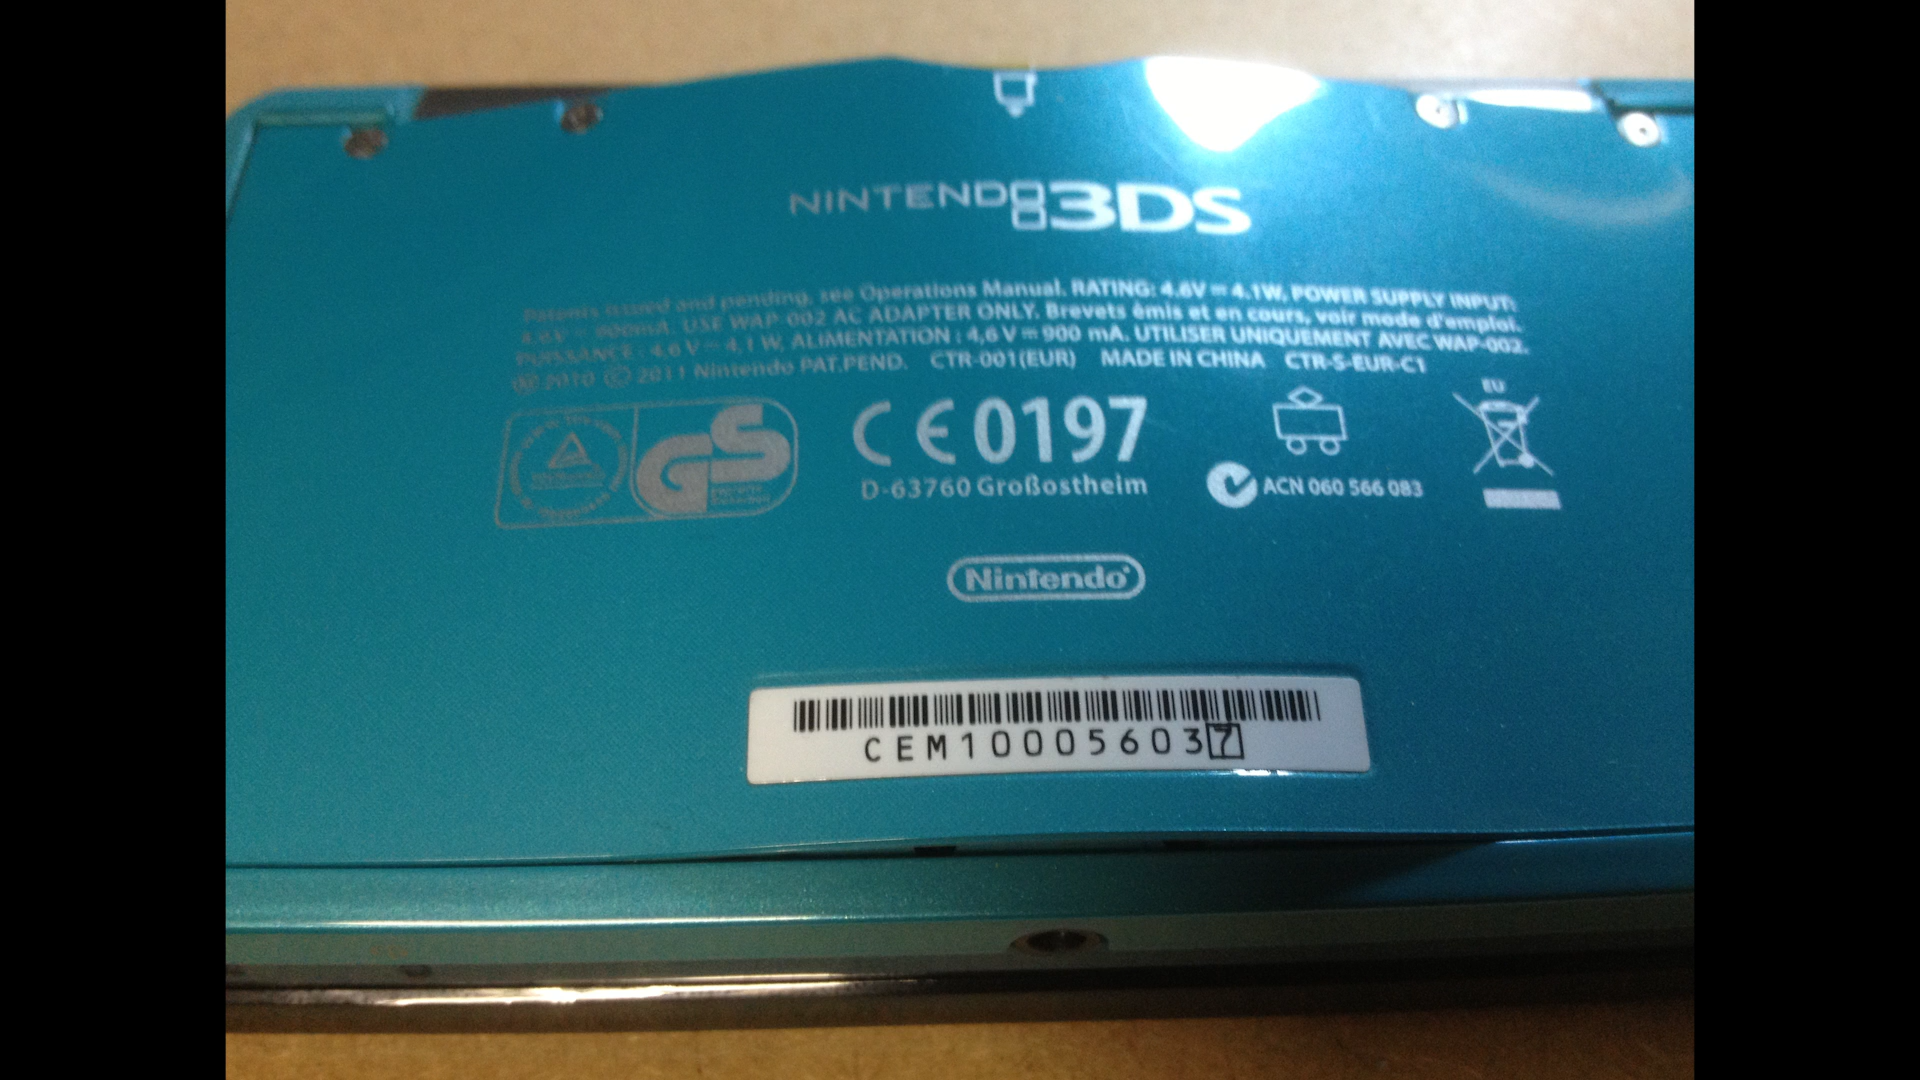 NINTENDO 3DS
Patents issued and pending, see Operations Manual. RATING: 4.6V⎓4.1W, POWER SUPPLY INPUT:
4.6V⎓900mA. USE WAP-002 AC ADAPTER ONLY. Brevets émis et en cours, voir mode d'emploi.
PUISSANCE : 4,6 V⎓4,1 W, ALIMENTATION : 4,6 V⎓900 mA. UTILISER UNIQUEMENT AVEC WAP-002.
Ⓜ 2010 © 2011 Nintendo PAT.PEND. CTR-001(EUR) MADE IN CHINA CTR-S-EUR-C1
GS
CE 0197
D-63760 Großostheim
ACN 060 566 083
EU
Nintendo
CEM100056037